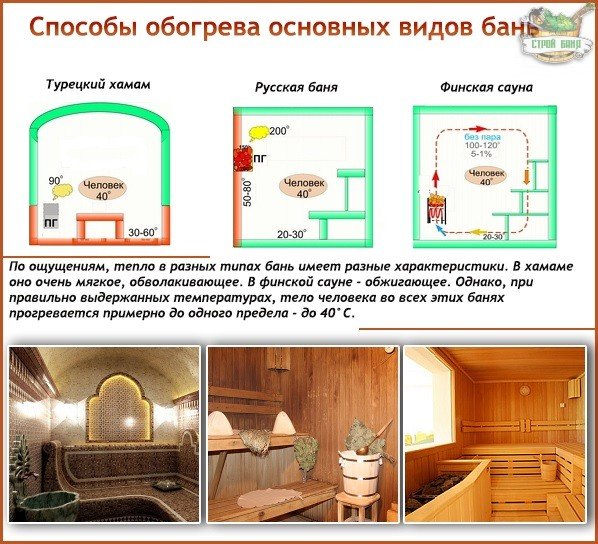 Способы обогрева основных видов бань
СТРОЙ БАНЯ
Турецкий хамам
Русская баня
Финская сауна
90°
ПГ
Человек
40°
30-60°
200°
150°
ПГ
50-80°
Человек
40°
20-30°
без пара
100-120°
5-1%
Человек
40°
20-30°
По ощущениям, тепло в разных типах бань имеет разные характеристики. В хамаме
оно очень мягкое, обволакивающее. В финской сауне - обжигающее. Однако, при
правильно выдержанных температурах, тело человека во всех этих банях
прогревается примерно до одного предела - до 40°С.